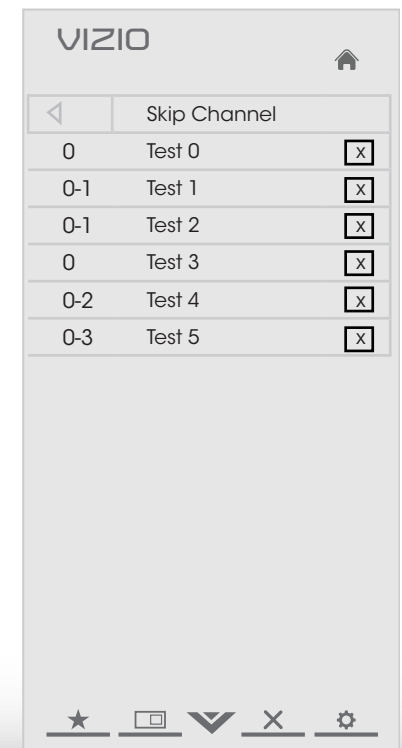 VIZIO
Skip Channel
0 Test 0 X
0-1 Test 1 X
0-1 Test 2 X
0 Test 3 X
0-2 Test 4 X
0-3 Test 5 X